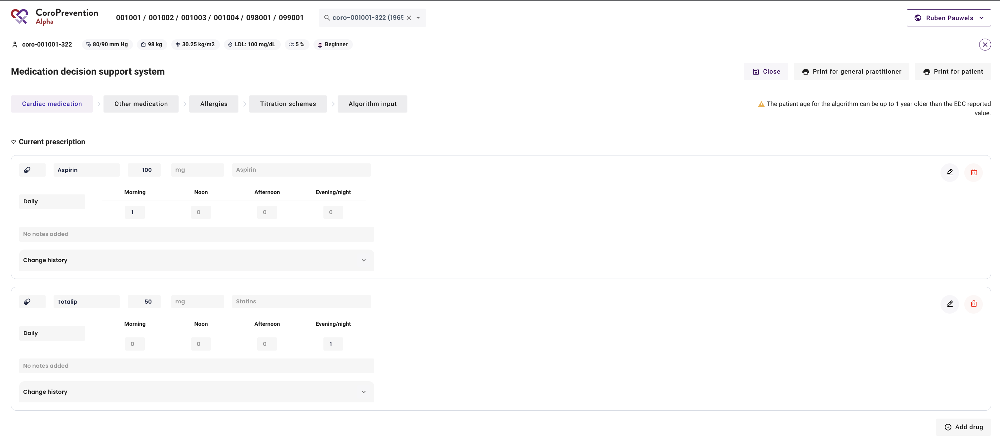 CoroPrevention
Alpha
001001 / 001002 / 001003 / 001004 / 098001 / 099001
coro-001001-322 (1965
Ruben Pauwels
coro-001001-322 80/90 mm Hg 98 kg 30.25 kg/m2 LDL: 100 mg/dL 5 % Beginner
Medication decision support system
Close Print for general practitioner Print for patient
Cardiac medication Other medication Allergies Titration schemes Algorithm input
The patient age for the algorithm can be up to 1 year older than the EDC reported
value.
Current prescription
Aspirin 100 mg Aspirin
Morning Noon Afternoon Evening/night
Daily
1 0 0 0
No notes added
Change history
Totalip 50 mg Statins
Morning Noon Afternoon Evening/night
Daily
0 0 0 1
No notes added
Change history
Add drug